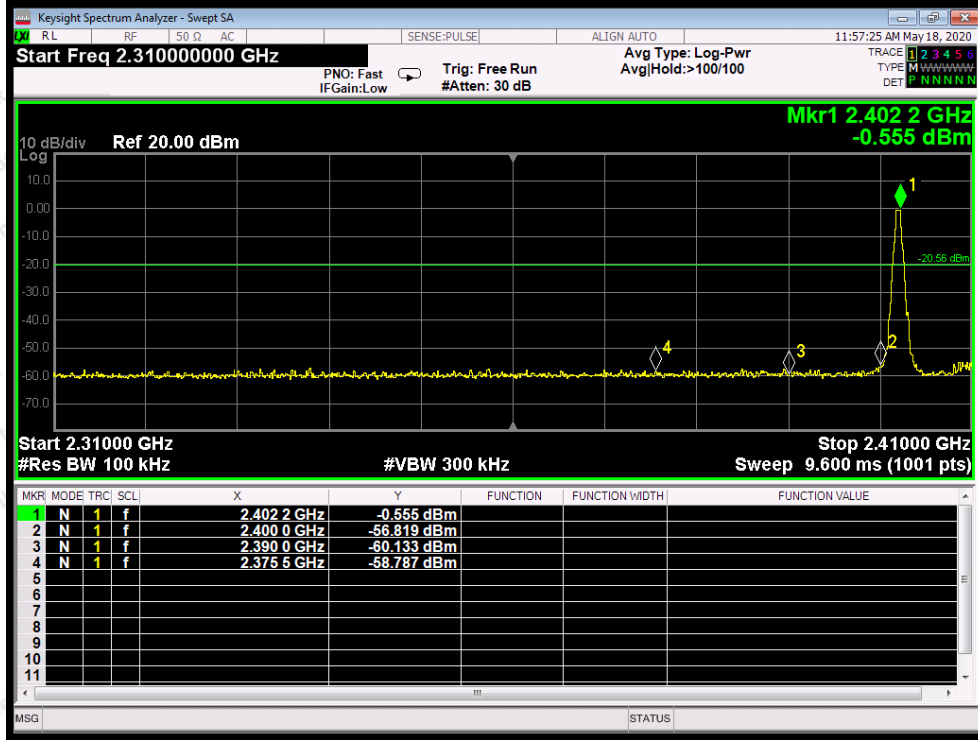 Keysight Spectrum Analyzer - Swept SA
LXI RL RF 50 Ω AC SENSE:PULSE ALIGN AUTO 11:57:25 AM May 18, 2020
Start Freq 2.310000000 GHz
PNO: Fast
IFGain:Low
Trig: Free Run
#Atten: 30 dB
Avg Type: Log-Pwr
Avg|Hold:>100/100
TRACE 1 2 3 4 5 6
TYPE M WWWWW
DET P N N N N N
Mkr1 2.402 2 GHz
-0.555 dBm
10 dB/div Ref 20.00 dBm
Log
10.0
0.00
-10.0
-20.0
-30.0
-40.0
-50.0
-60.0
-70.0
1
-20.56 dBm
2
3
4
Start 2.31000 GHz Stop 2.41000 GHz
#Res BW 100 kHz #VBW 300 kHz Sweep 9.600 ms (1001 pts)
MKR MODE TRC SCL X Y FUNCTION FUNCTION WIDTH FUNCTION VALUE
1 N 1 f 2.402 2 GHz -0.555 dBm
2 N 1 f 2.400 0 GHz -56.819 dBm
3 N 1 f 2.390 0 GHz -60.133 dBm
4 N 1 f 2.375 5 GHz -58.787 dBm
5
6
7
8
9
10
11
MSG STATUS